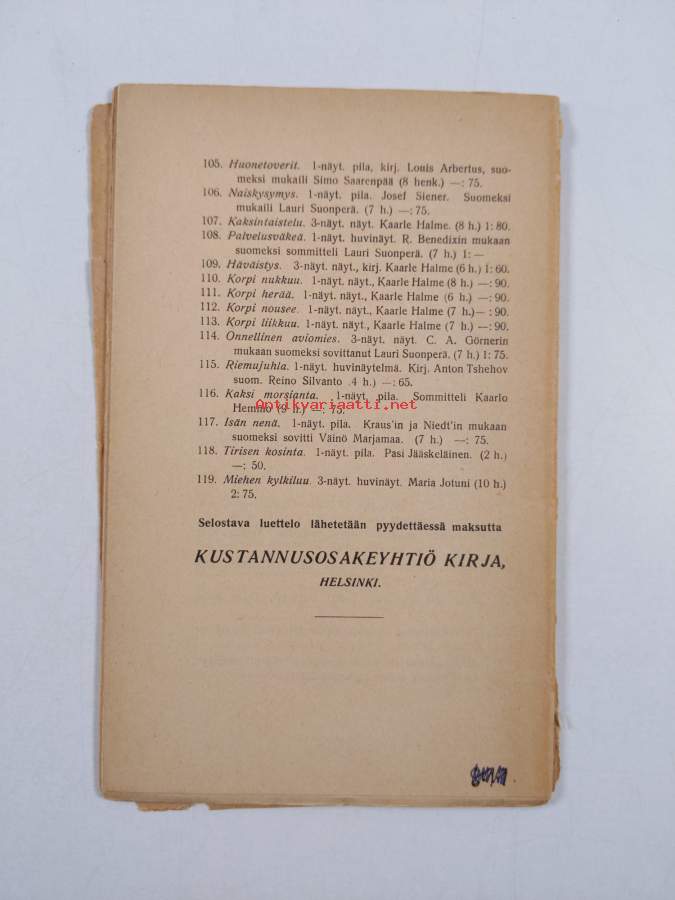 105. Huonetoverit. 1-näyt. pila, kirj. Louis Arbertus, suo-
meksi mukaili Simo Saarenpää (8 henk.) —: 75.
106. Naiskysymys. 1-näyt. pila. Josef Siener. Suomeksi
mukaili Lauri Suonperä. (7 h.) —: 75.
107. Kaksintaistelu. 3-näyt. näyt. Kaarle Halme. (8 h.) 1: 80.
108. Palvelusväkeä. 1-näyt. huvinäyt. R. Benedixin mukaan
suomeksi sommitteli Lauri Suonperä. (7 h.) 1: —
109. Häväistys. 3-näyt. näyt., kirj. Kaarle Halme (6 h.) 1: 60.
110. Korpi nukkuu. 1-näyt. näyt., Kaarle Halme (8 h.) —: 90.
111. Korpi herää. 1-näyt. näyt., Kaarle Halme (6 h.) —: 90.
112. Korpi nousee. 1-näyt. näyt., Kaarle Halme (7 h.,)— : 90.
113. Korpi liikkuu. 1-näyt. näyt., Kaarle Halme (7 h.) —: 90.
114. Onnellinen aviomies. 3-näyt. näyt. C. A. Görnerin
mukaan suomeksi sovittanut Lauri Suonperä. (7 h.) 1: 75.
115. Riemujuhla. 1-näyt. huvinäytelmä. Kirj. Anton Tshehov
suom. Reino Silvanto 4 h.) —: 65.
116. Kaksi morsianta. 1-näyt. pila. Sommitteli Kaarlo
Hemmo (9 h.) —: 75.
Antikvariaatti.net
117. Isän nenä. 1-näyt. pila. Kraus'in ja Niedt'in mukaan
suomeksi sovitti Väinö Marjamaa. (7 h.) —: 75.
118. Tirisen kosinta. 1-näyt. pila. Pasi Jääskeläinen. (2 h.)
—: 50.
119. Miehen kylkiluu. 3-näyt. huvinäyt. Maria Jotuni (10 h.)
2: 75.
Selostava luettelo lähetetään pyydettäessä maksutta
KUSTANNUSOSAKEYHTIÖ KIRJA,
HELSINKI.